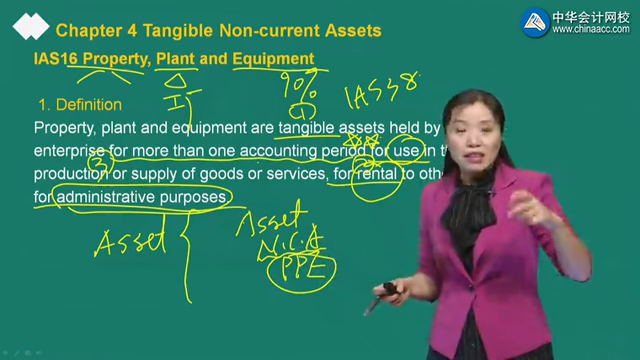 中华会计网校
www.chinaacc.com
Chapter 4 Tangible Non-current Assets
IAS16 Property, Plant and Equipment
90%
IAS38
1. Definition
Property, plant and equipment are tangible assets held by
enterprise for more than one accounting period for use in
production or supply of goods or services, for rental to
for administrative purposes.
Asset
Asset
N.C.A
PPE